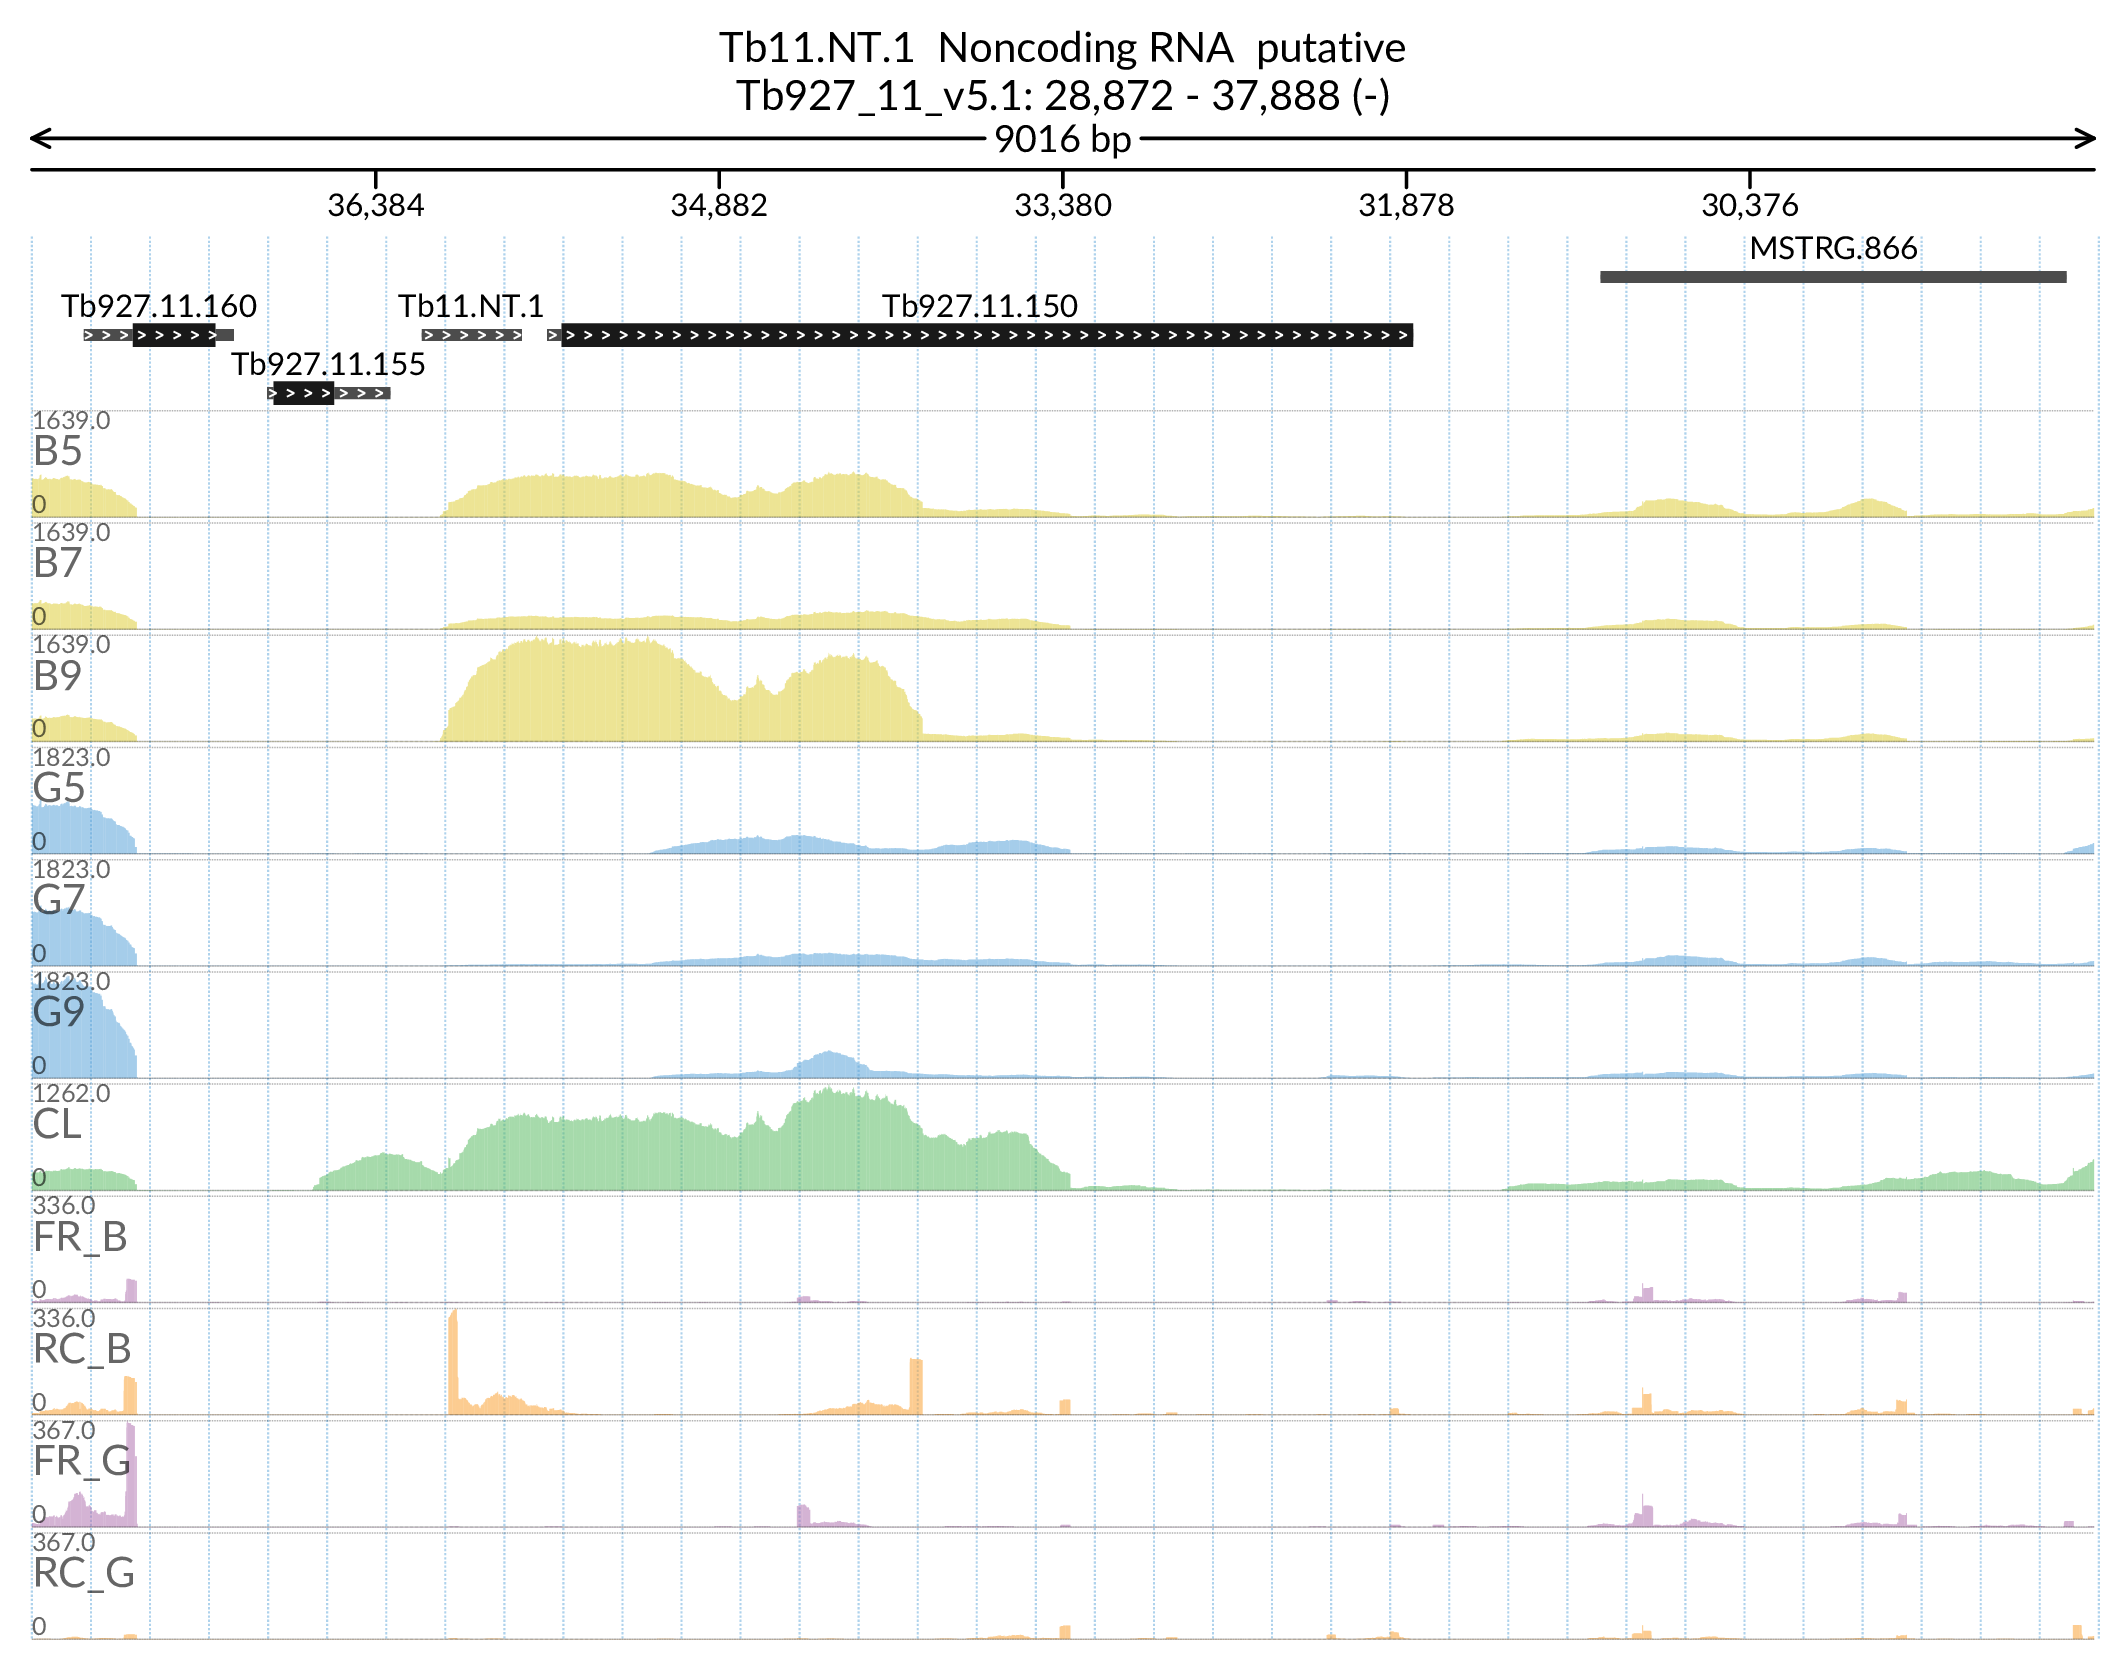 Tb11.NT.1 Noncoding RNA putative
Tb927_11_v5.1: 28,872 - 37,888 (-)
9016 bp
36,384 34,882 33,380 31,878 30,376
MSTRG.866
Tb927.11.160 Tb11.NT.1 Tb927.11.150
Tb927.11.155
1639.0
B5
0
1639.0
B7
0
1639.0
B9
0
1823.0
G5
0
1823.0
G7
0
1823.0
G9
0
1262.0
CL
0
336.0
FR_B
0
336.0
RC_B
0
367.0
FR_G
0
367.0
RC_G
0